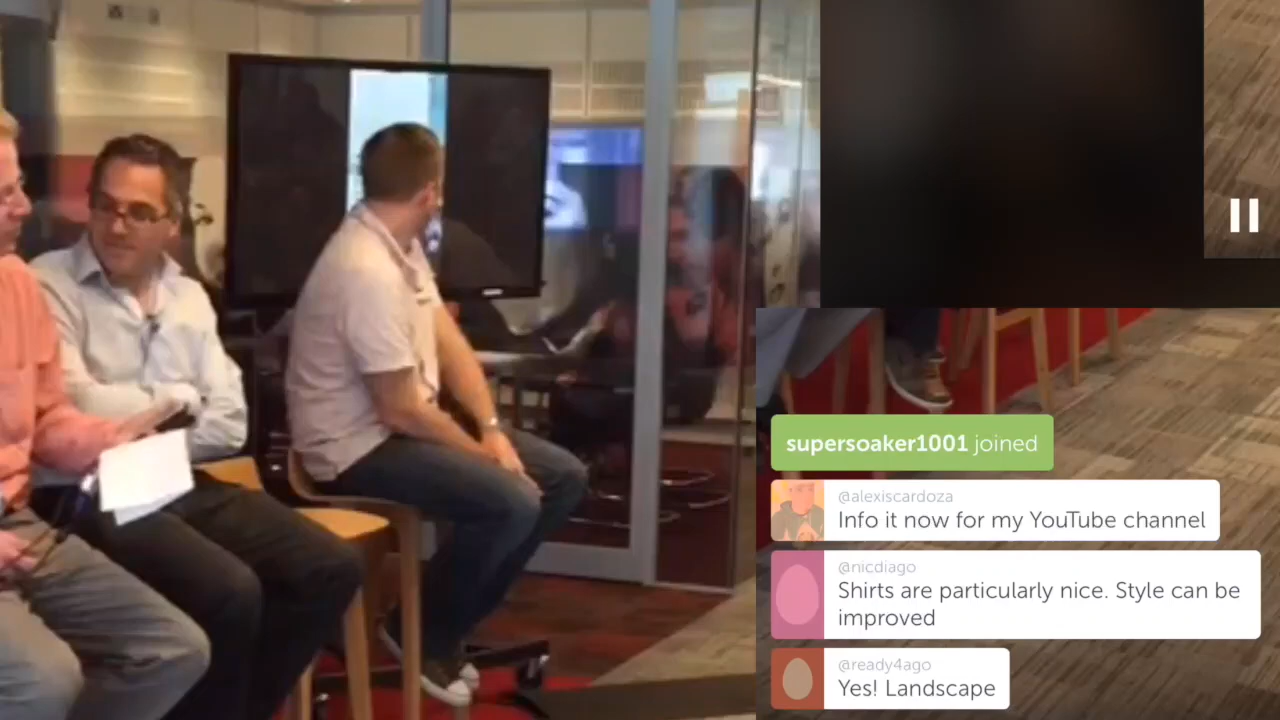 supersoaker1001 joined
@alexiscardoza
Info it now for my YouTube channel
@nicdiago
Shirts are particularly nice. Style can be
improved
@ready4ago
Yes! Landscape